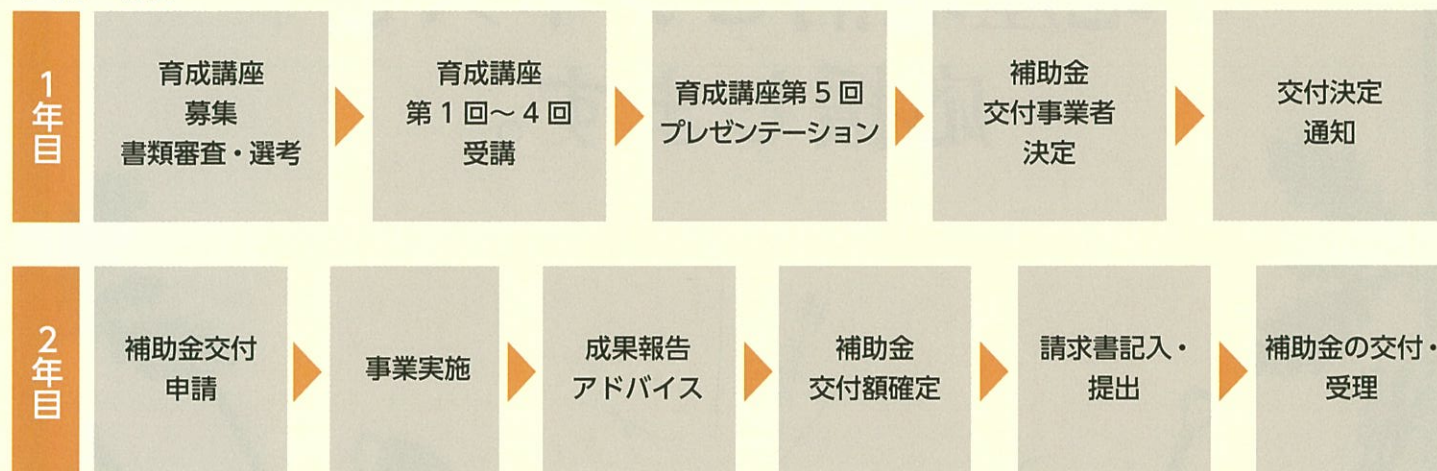 1年目
育成講座
募集
書類審査・選考
育成講座
第1回~4回
受講
育成講座第5回
プレゼンテーション
補助金
交付事業者
決定
交付決定
通知
2年目
補助金交付
申請
事業実施
成果報告
アドバイス
補助金
交付額確定
請求書記入・
提出
補助金の交付・
受理